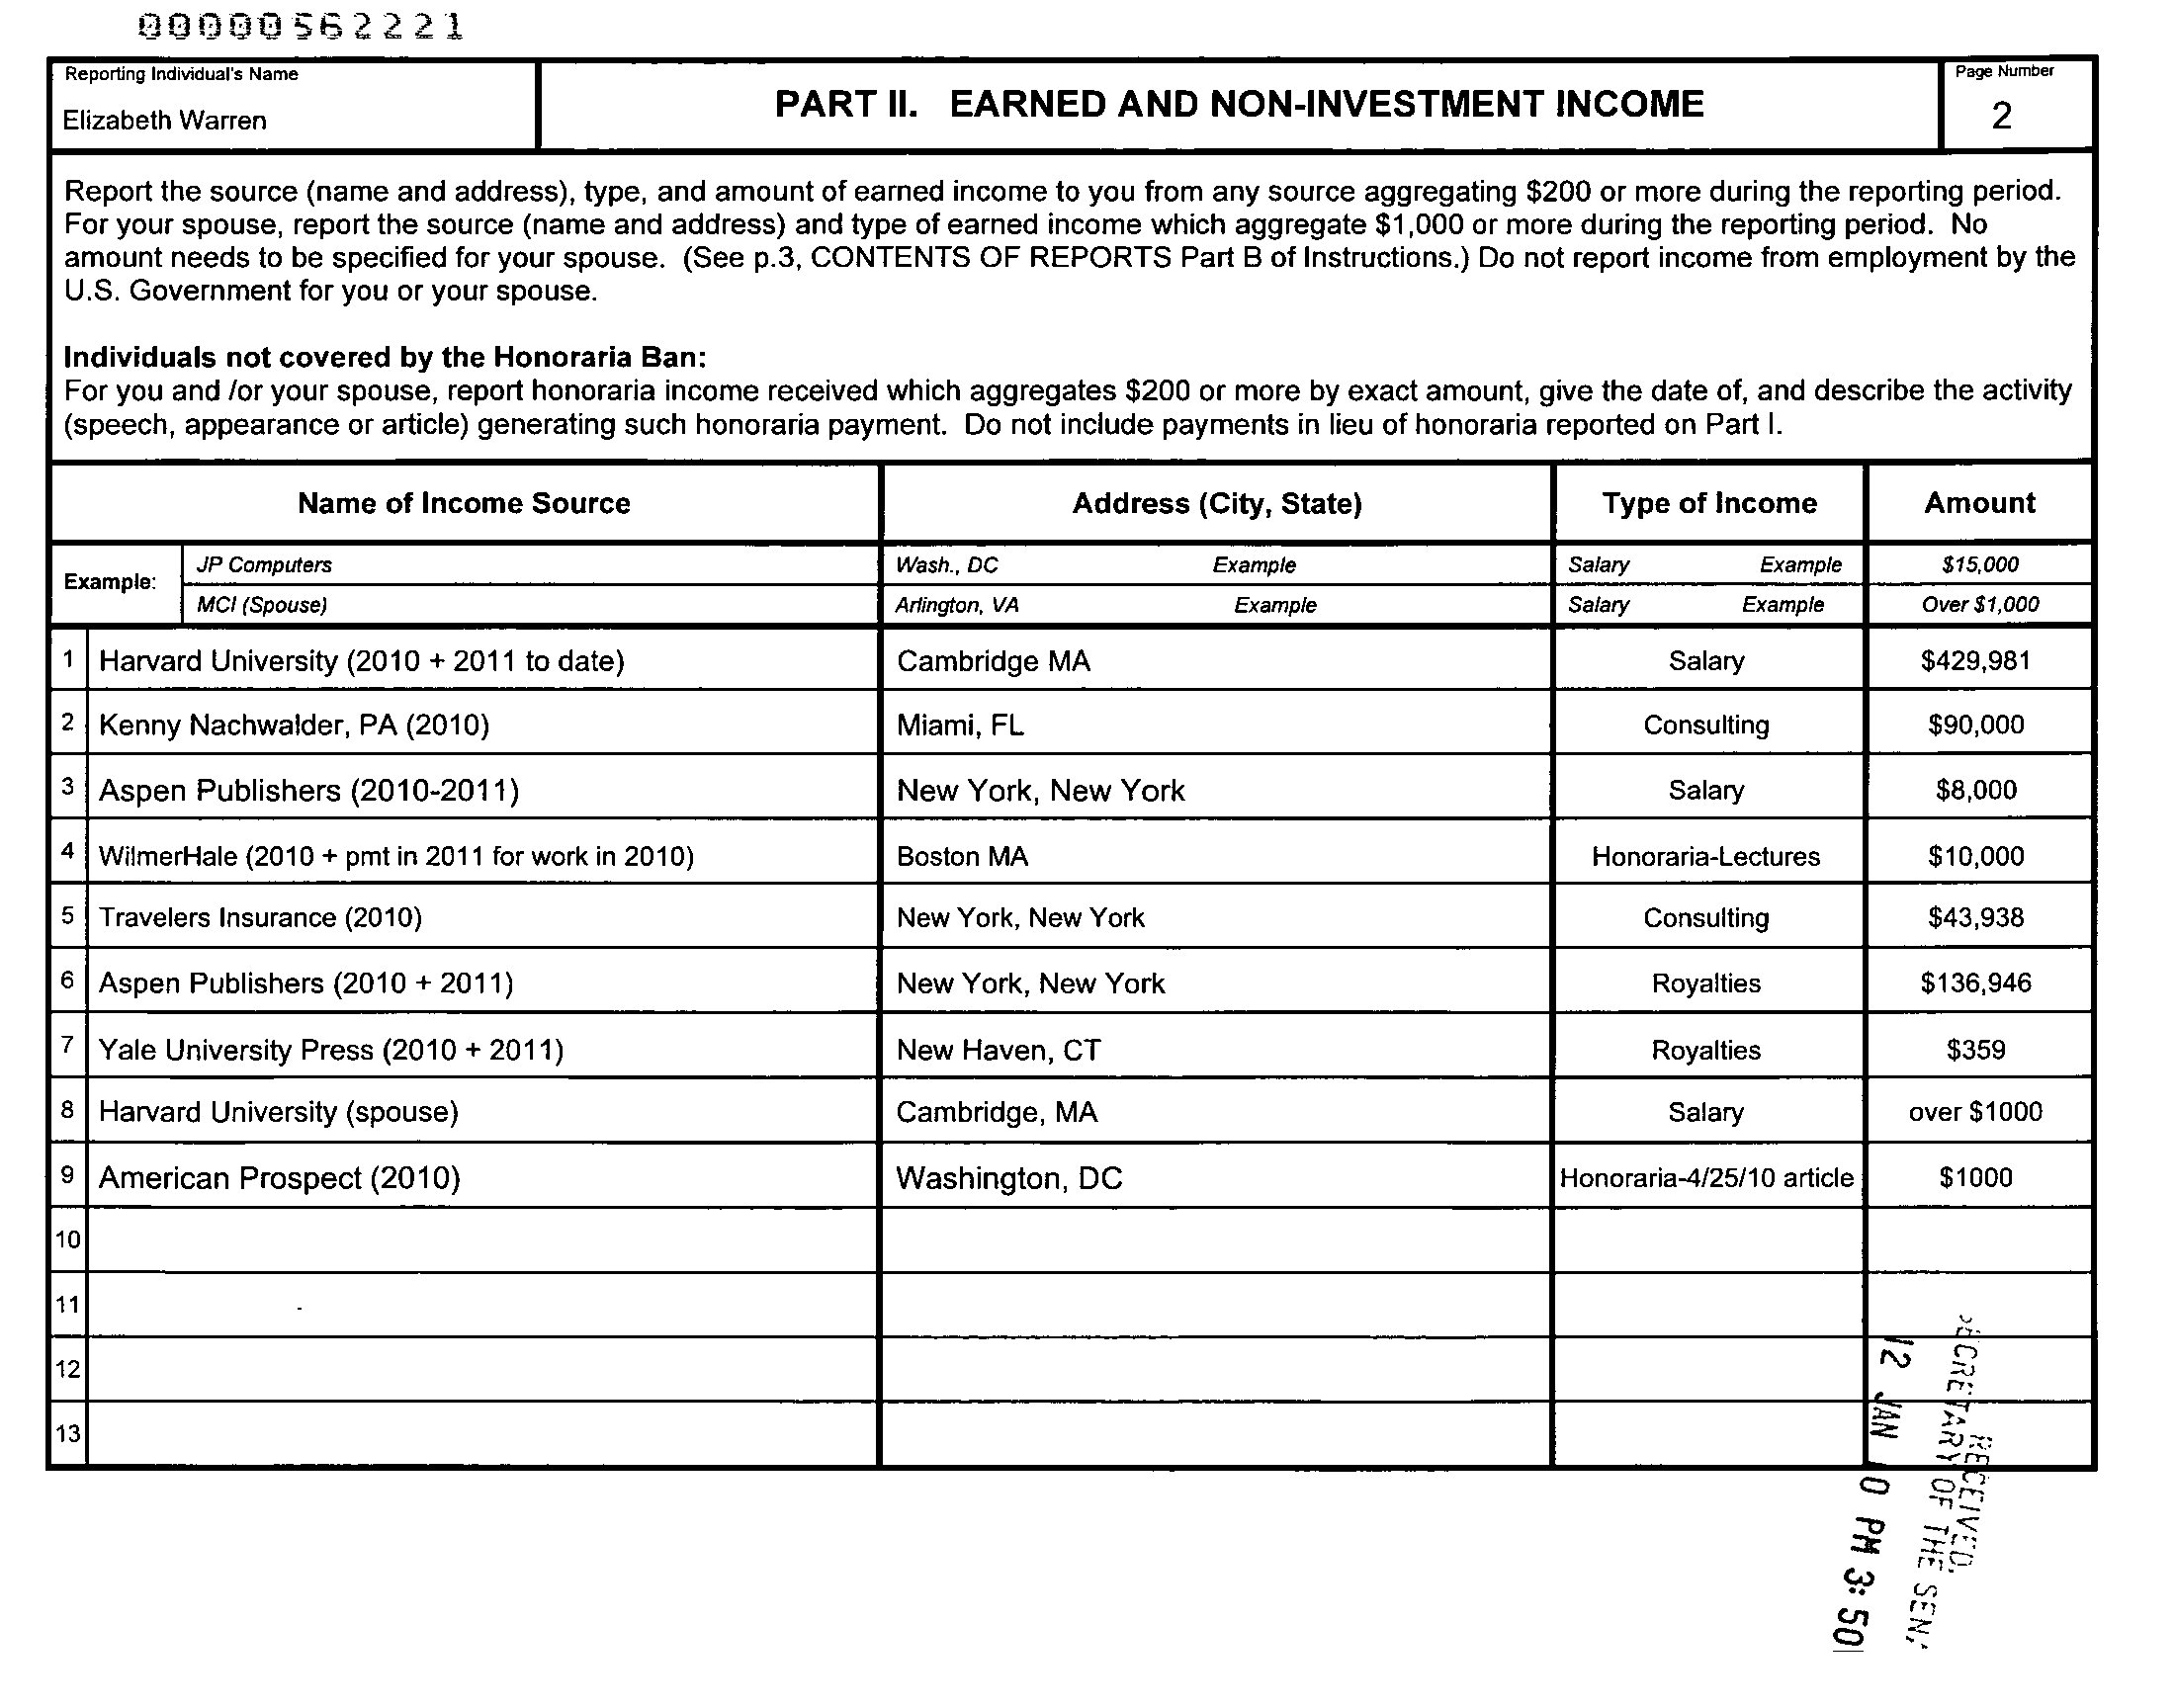 00000562221
Reporting Individual's Name
Elizabeth Warren
PART II. EARNED AND NON-INVESTMENT INCOME
Page Number
2
Report the source (name and address), type, and amount of earned income to you from any source aggregating $200 or more during the reporting period.
For your spouse, report the source (name and address) and type of earned income which aggregate $1,000 or more during the reporting period. No
amount needs to be specified for your spouse. (See p.3, CONTENTS OF REPORTS Part B of Instructions.) Do not report income from employment by the
U.S. Government for you or your spouse.
Individuals not covered by the Honoraria Ban:
For you and /or your spouse, report honoraria income received which aggregates $200 or more by exact amount, give the date of, and describe the activity
(speech, appearance or article) generating such honoraria payment. Do not include payments in lieu of honoraria reported on Part I.
Name of Income Source Address (City, State) Type of Income Amount
Example:
JP Computers Wash., DC Example Salary Example $15,000
MCI (Spouse) Arlington, VA Example Salary Example Over $1,000
1 Harvard University (2010 + 2011 to date) Cambridge MA Salary $429,981
2 Kenny Nachwalder, PA (2010) Miami, FL Consulting $90,000
3 Aspen Publishers (2010-2011) New York, New York Salary $8,000
4 WilmerHale (2010 + pmt in 2011 for work in 2010) Boston MA Honoraria-Lectures $10,000
5 Travelers Insurance (2010) New York, New York Consulting $43,938
6 Aspen Publishers (2010 + 2011) New York, New York Royalties $136,946
7 Yale University Press (2010 + 2011) New Haven, CT Royalties $359
8 Harvard University (spouse) Cambridge, MA Salary over $1000
9 American Prospect (2010) Washington, DC Honoraria-4/25/10 article $1000
10
11
12
13
RECEIVED
SECRETARY OF THE SEN
12 JAN 10 PM 3:50